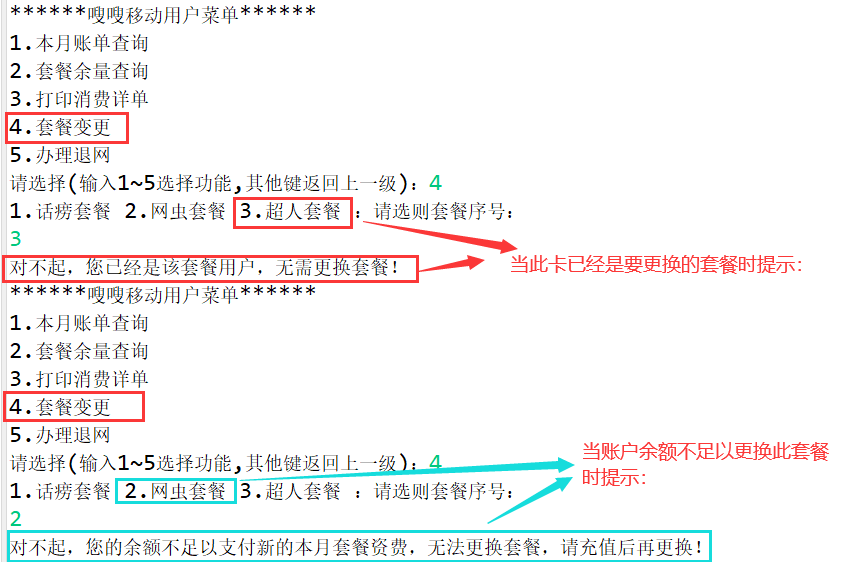 ******嗖嗖移动用户菜单******
1.本月账单查询
2.套餐余量查询
3.打印消费详单
4.套餐变更
5.办理退网
请选择(输入1~5选择功能,其他键返回上一级): 4
1.话痨套餐 2.网虫套餐 3.超人套餐 : 请选则套餐序号:
3
对不起, 您已经是该套餐用户, 无需更换套餐!
当此卡已经是要更换的套餐时提示:
******嗖嗖移动用户菜单******
1.本月账单查询
2.套餐余量查询
3.打印消费详单
4.套餐变更
5.办理退网
请选择(输入1~5选择功能,其他键返回上一级): 4
1.话痨套餐 2.网虫套餐 3.超人套餐 : 请选则套餐序号:
当账户余额不足以更换此套餐
时提示:
2
对不起, 您的余额不足以支付新的本月套餐资费, 无法更换套餐, 请充值后再更换!